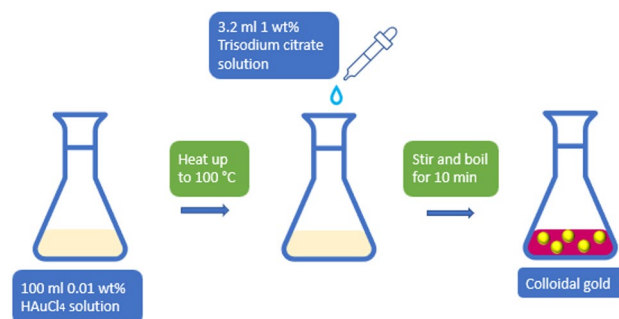 3.2 ml 1 wt%
Trisodium citrate
solution
Heat up
to 100 °C
Stir and boil
for 10 min
100 ml 0.01 wt%
HAuCl₄ solution
Colloidal gold